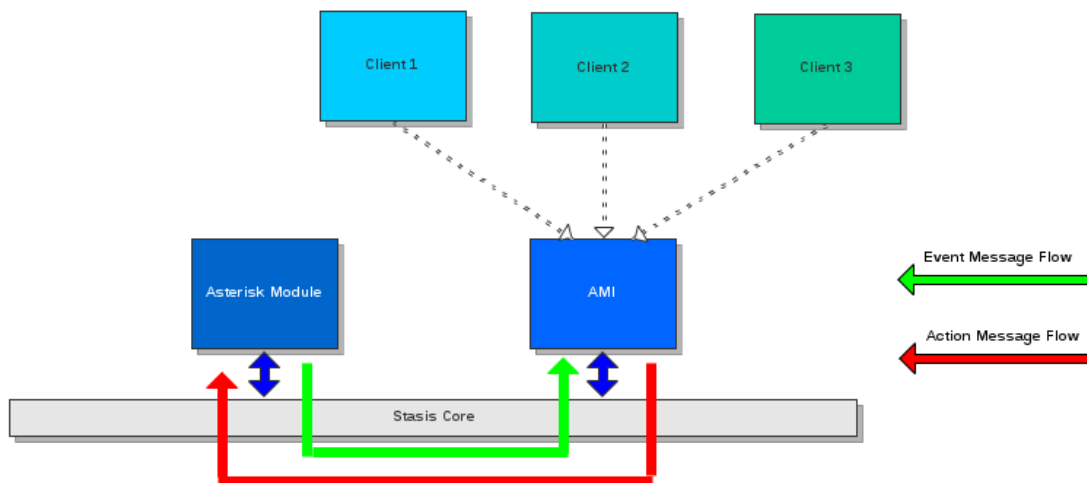 Client 1
Client 2
Client 3
Asterisk Module
AMI
Event Message Flow
Action Message Flow
Stasis Core